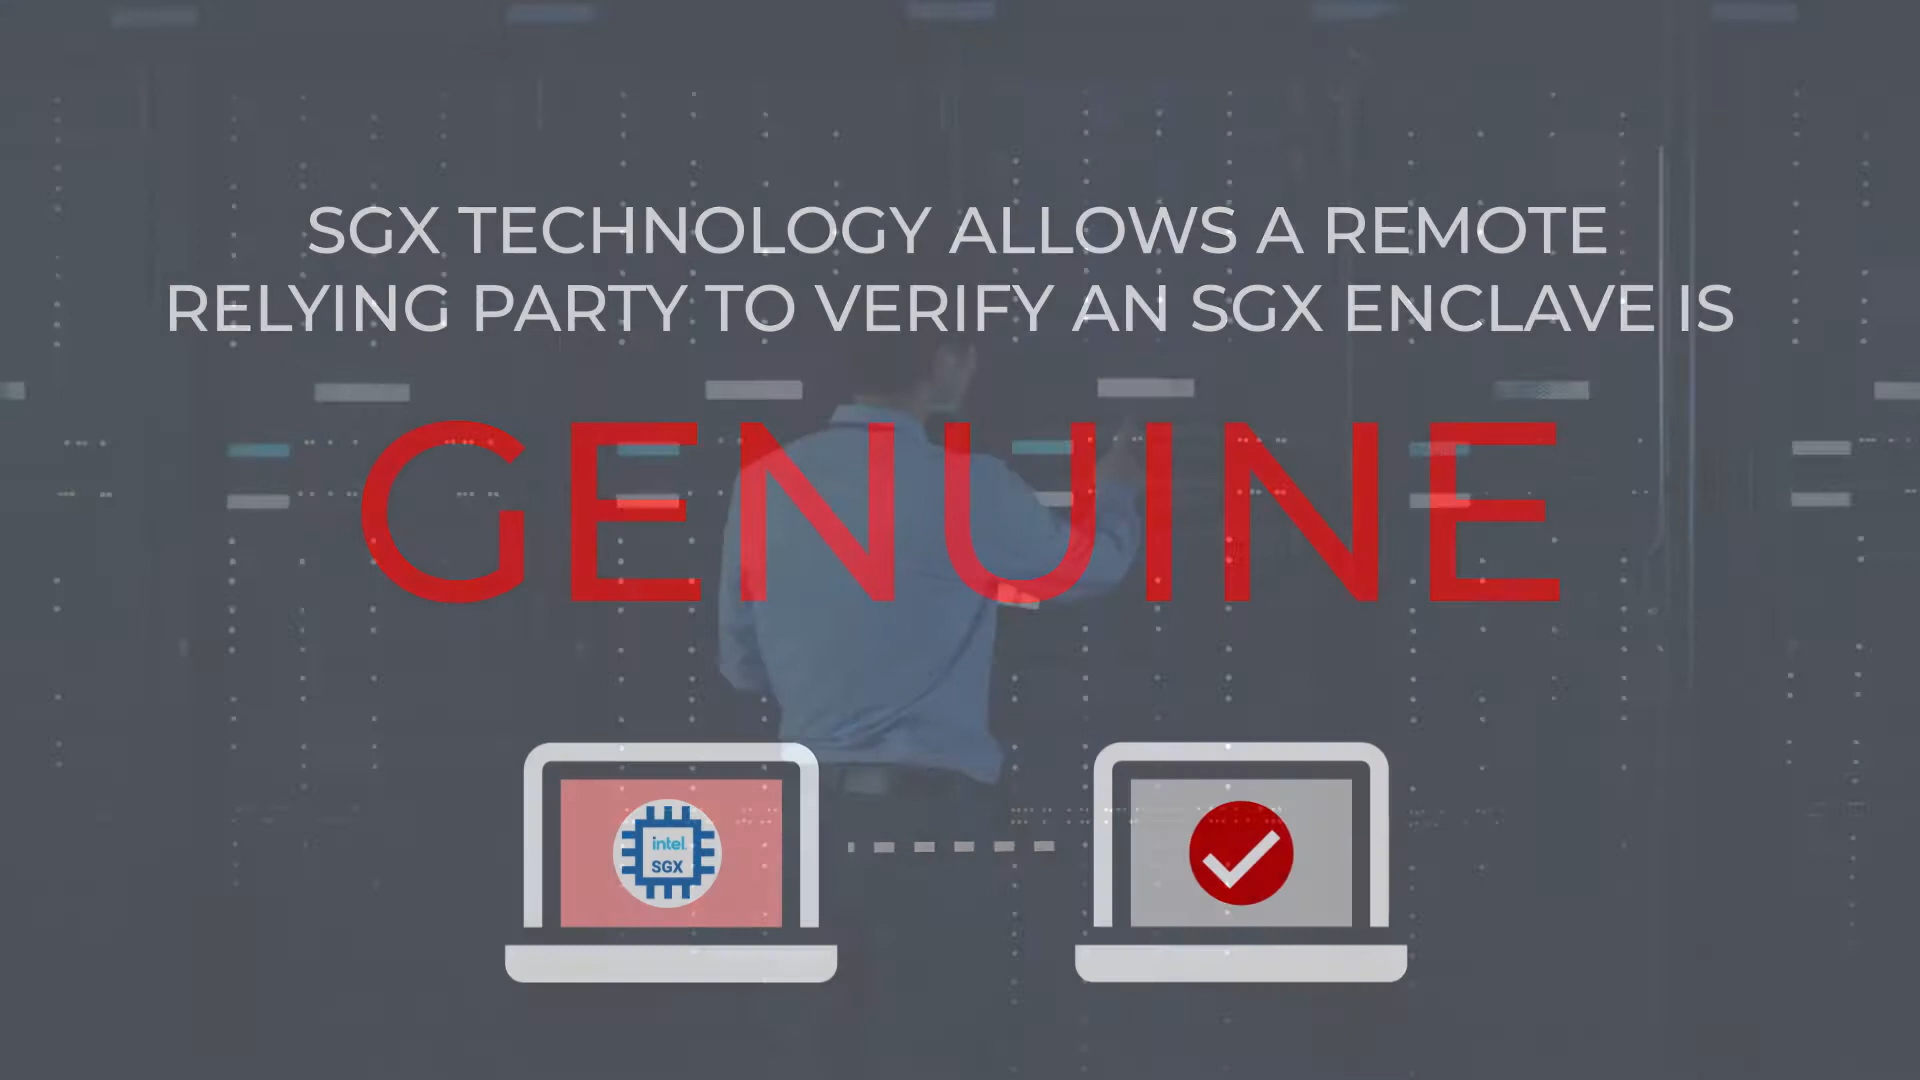 SGX TECHNOLOGY ALLOWS A REMOTE
RELYING PARTY TO VERIFY AN SGX ENCLAVE IS
GENUINE
intel.
SGX